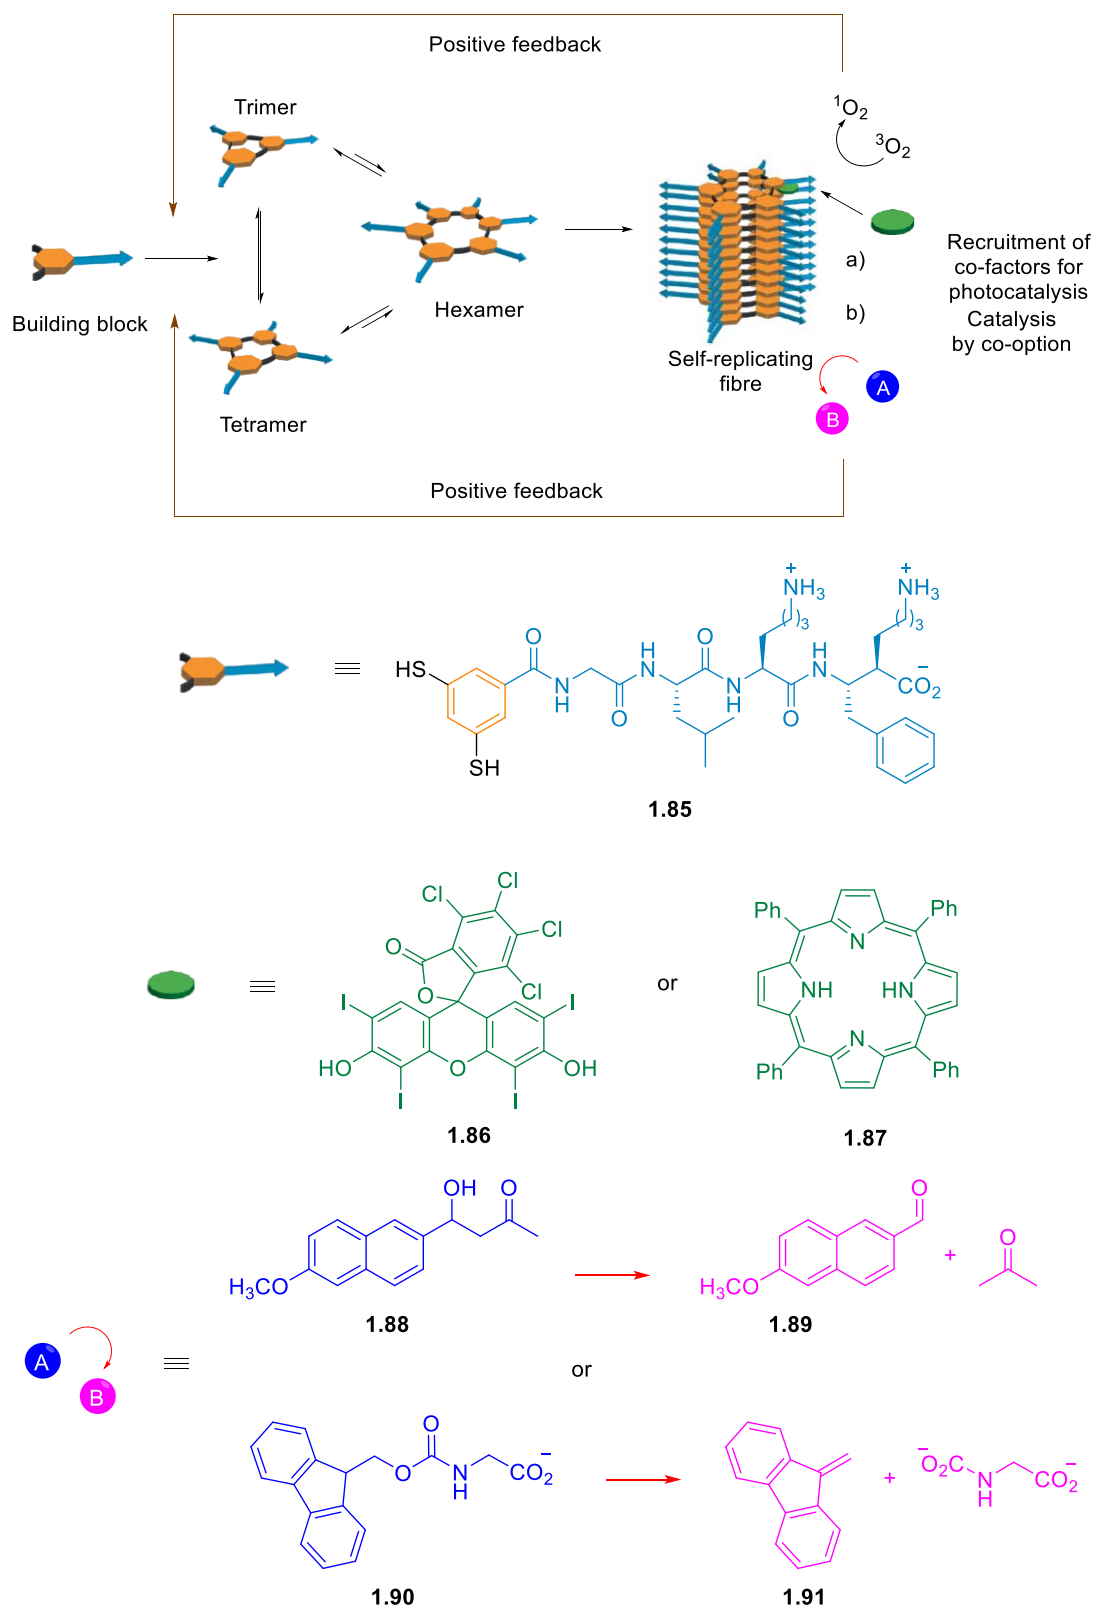 Positive feedback
Trimer
¹O₂
³O₂
Hexamer
Building block
Tetramer
a)
b)
Self-replicating
fibre
Recruitment of
co-factors for
photocatalysis
Catalysis
by co-option
A
B
Positive feedback
HS
SH
O
N
H
O
H
N
O
N
H
+
NH₃
( )₃
O
H
N
+
NH₃
( )₃
CO₂⁻
1.85
Cl
Cl
Cl
Cl
O
O
I
I
HO
O
OH
I
I
1.86
or
Ph
Ph
N
NH
HN
N
Ph
Ph
1.87
OH
O
H₃CO
1.88
O
H₃CO
+
O
1.89
A
B
or
O
O
N
H
CO₂⁻
1.90
+
⁻O₂C
N
H
CO₂⁻
1.91